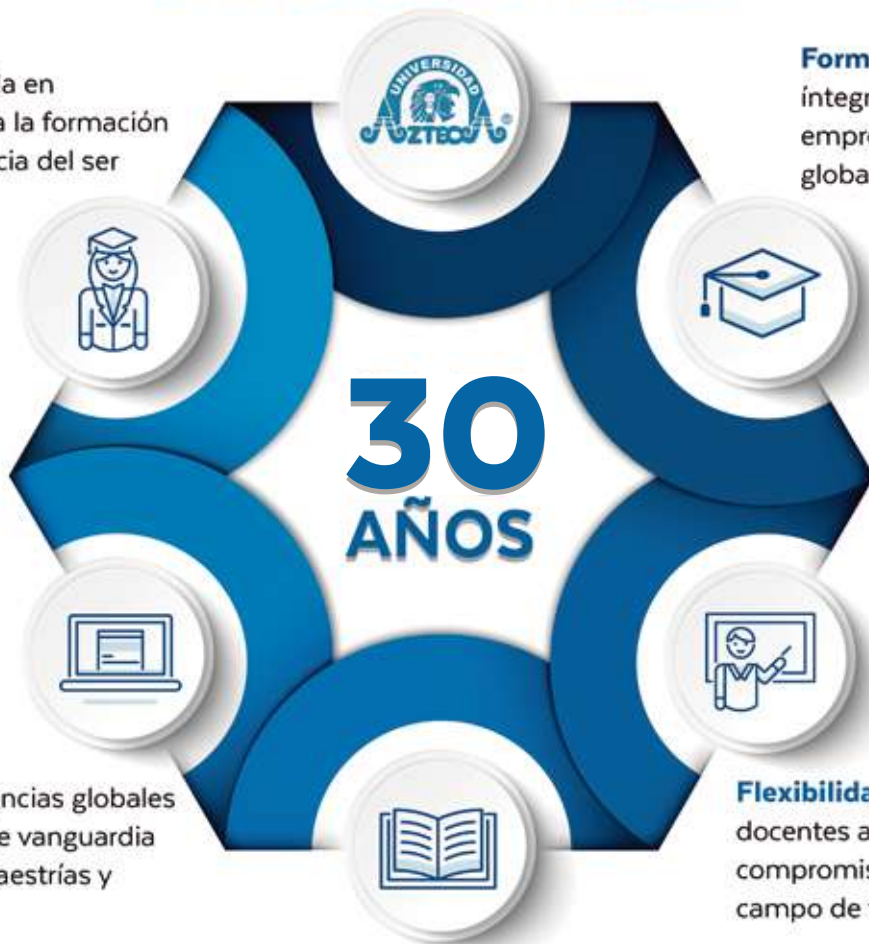 UNIVERSIDAD
AZTECA®
la en
a la formación
cia del ser
Form
íntegr
empre
globa
30
AÑOS
ncias globales
e vanguardia
aestrías y
Flexibilida
docentes a
compromis
campo de